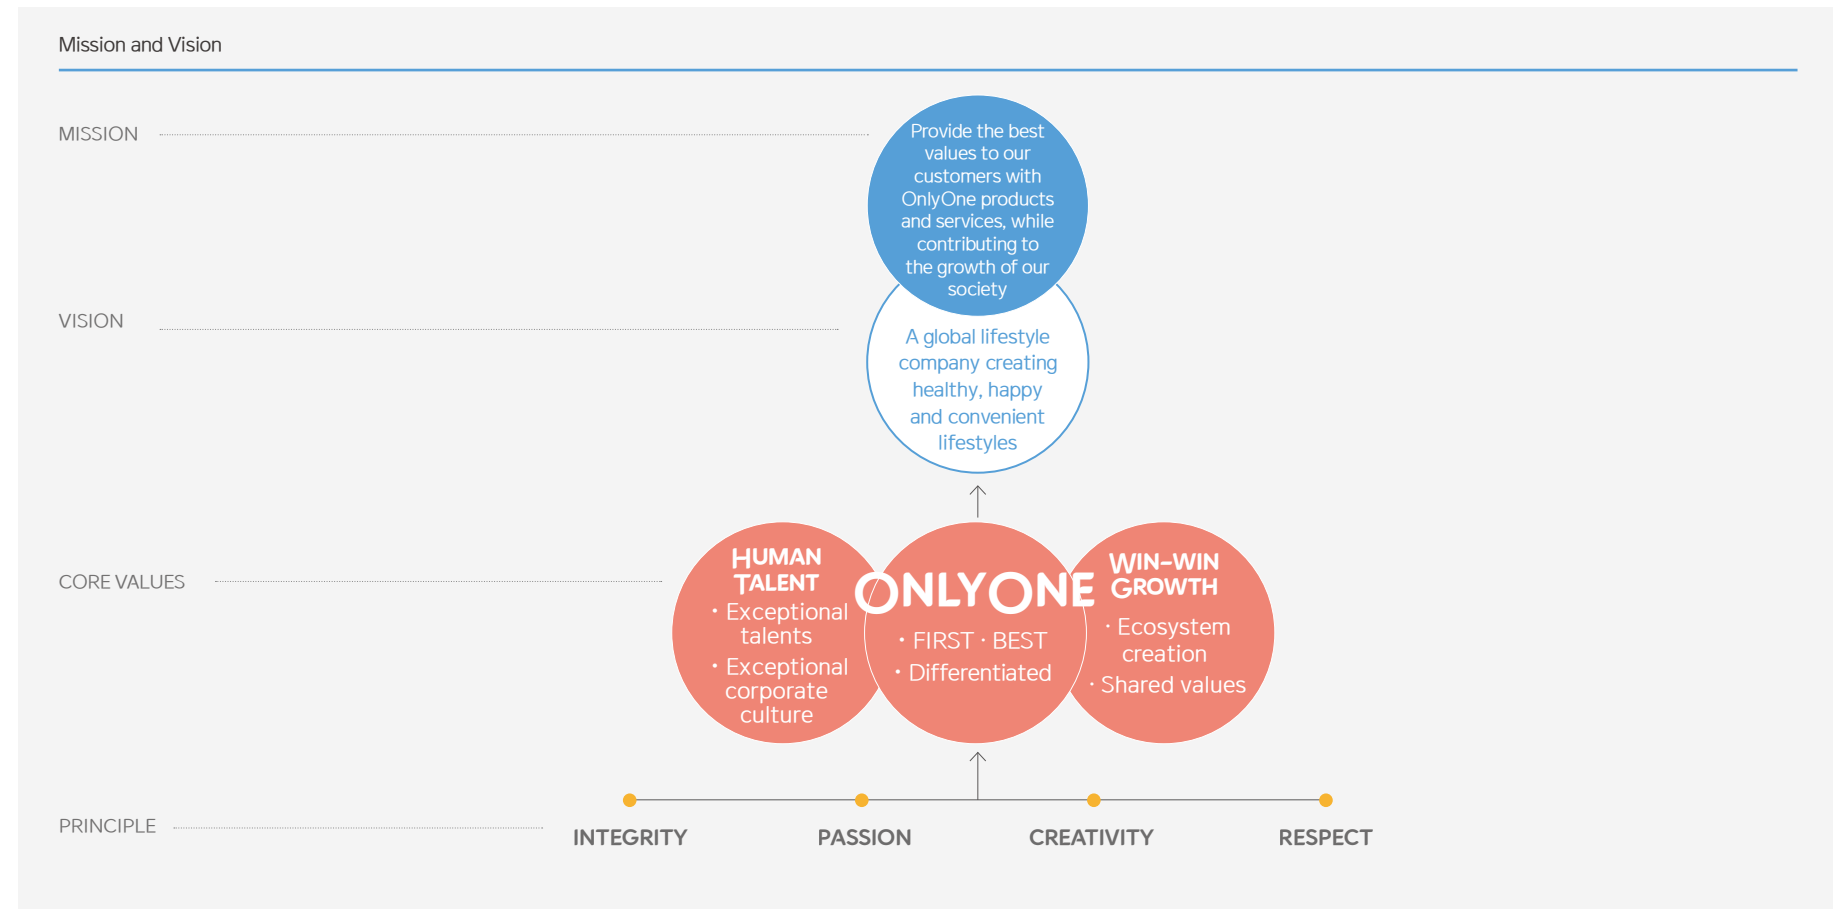 Mission and Vision
MISSION
Provide the best
values to our
customers with
OnlyOne products
and services, while
contributing to
the growth of our
society
VISION
A global lifestyle
company creating
healthy, happy
and convenient
lifestyles
CORE VALUES
HUMAN
TALENT
· Exceptional
talents
· Exceptional
corporate
culture
ONLYONE
· FIRST · BEST
· Differentiated
WIN-WIN
GROWTH
· Ecosystem
creation
· Shared values
PRINCIPLE
INTEGRITY
PASSION
CREATIVITY
RESPECT